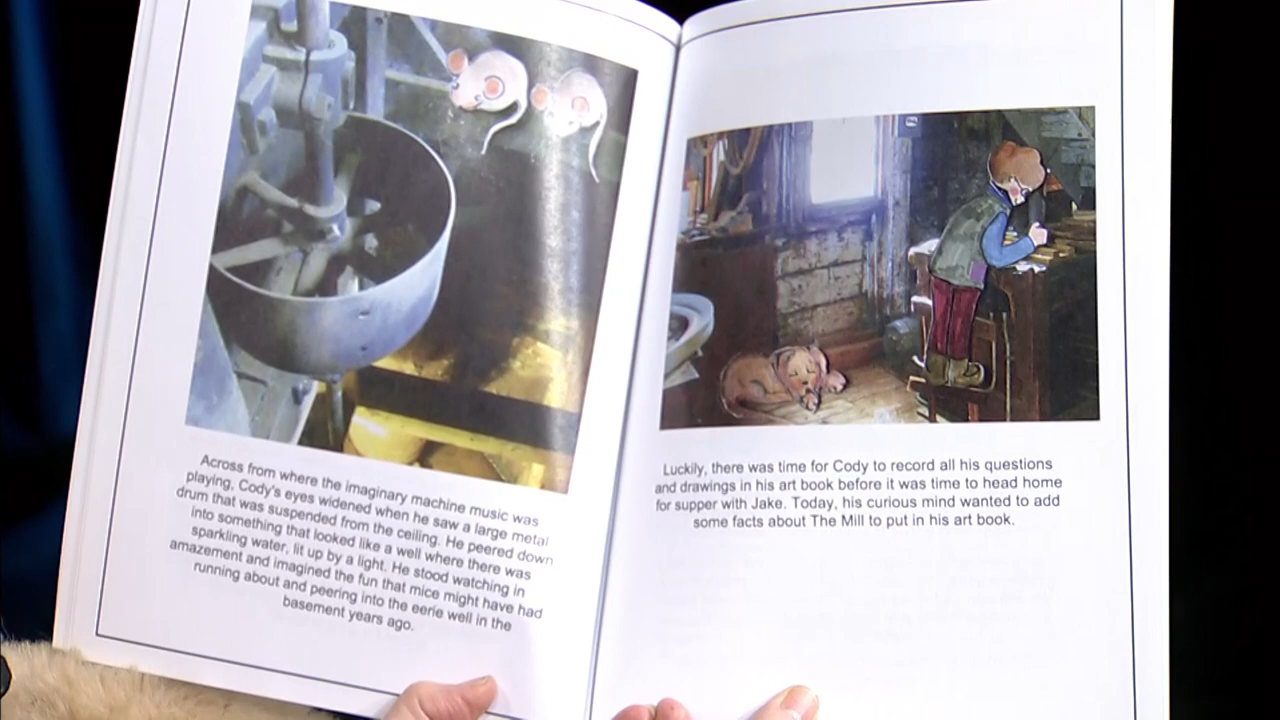 Across from where the imaginary machine music was
playing, Cody's eyes widened when he saw a large metal
drum that was suspended from the ceiling. He peered down
into something that looked like a well where there was
sparkling water, lit up by a light. He stood watching in
amazement and imagined the fun that mice might have had
running about and peering into the eerie well in the
basement years ago.
Luckily, there was time for Cody to record all his questions
and drawings in his art book before it was time to head home
for supper with Jake. Today, his curious mind wanted to add
some facts about The Mill to put in his art book.